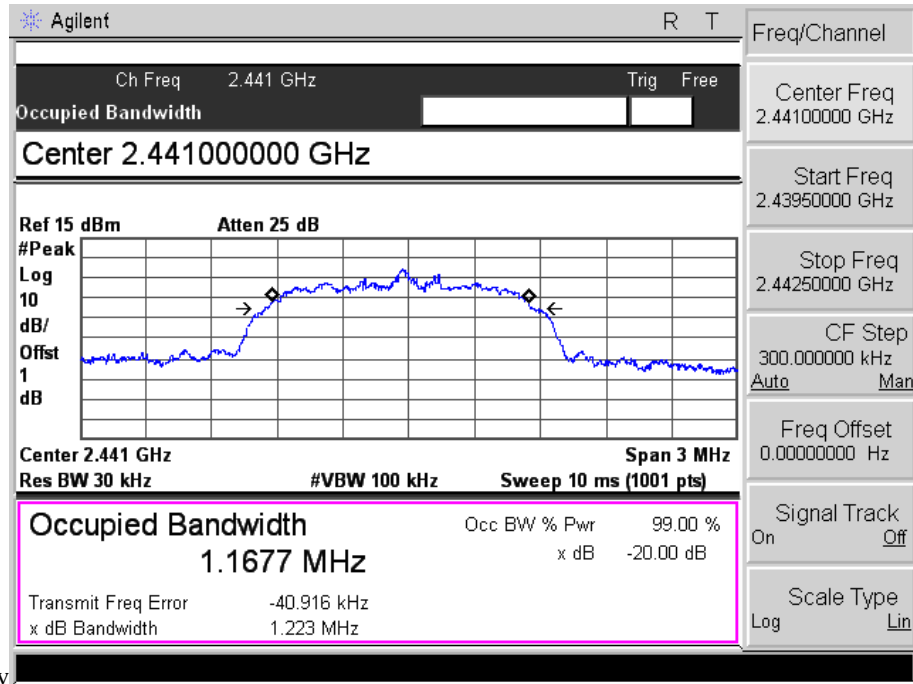 Agilent R T
Freq/Channel
Ch Freq 2.441 GHz Trig Free
Occupied Bandwidth
Center 2.441000000 GHz
Ref 15 dBm Atten 25 dB
#Peak
Log
10
dB/
Offst
1
dB
Center 2.441 GHz Span 3 MHz
Res BW 30 kHz #VBW 100 kHz Sweep 10 ms (1001 pts)
Occupied Bandwidth
1.1677 MHz
Occ BW % Pwr 99.00 %
x dB -20.00 dB
Transmit Freq Error -40.916 kHz
x dB Bandwidth 1.223 MHz
Center Freq
2.44100000 GHz
Start Freq
2.43950000 GHz
Stop Freq
2.44250000 GHz
CF Step
300.000000 kHz
Auto Man
Freq Offset
0.00000000 Hz
Signal Track
On Off
Scale Type
Log Lin